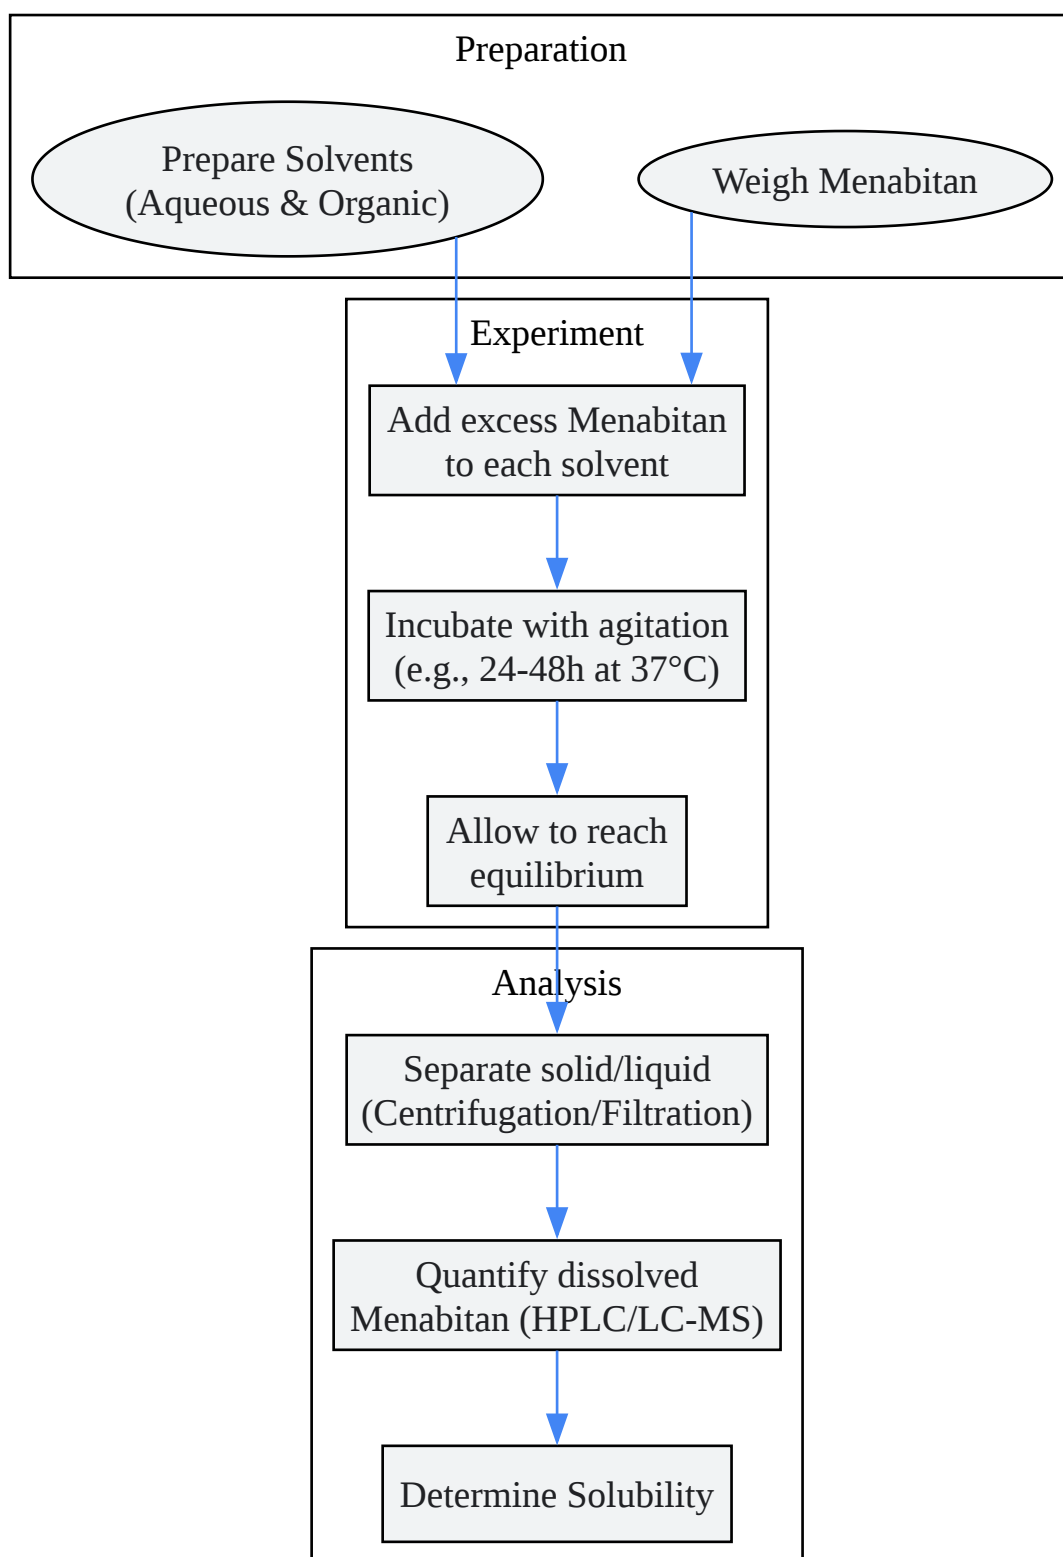 Preparation
Prepare Solvents
(Aqueous & Organic)
Weigh Menabitan
Experiment
Add excess Menabitan
to each solvent
Incubate with agitation
(e.g., 24-48h at 37°C)
Allow to reach
equilibrium
Analysis
Separate solid/liquid
(Centrifugation/Filtration)
Quantify dissolved
Menabitan (HPLC/LC-MS)
Determine Solubility